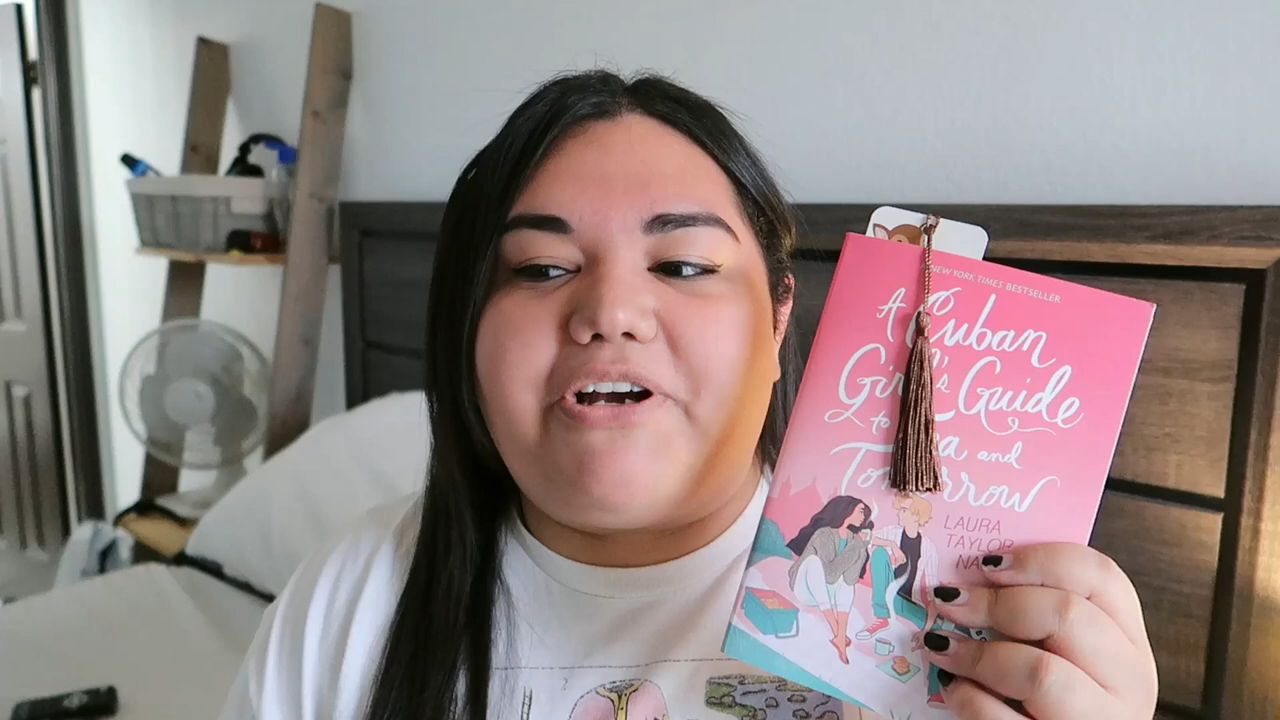 NEW YORK TIMES BESTSELLER
A Cuban
Girl's Guide
to and
Tomorrow
LAURA
TAYLOR